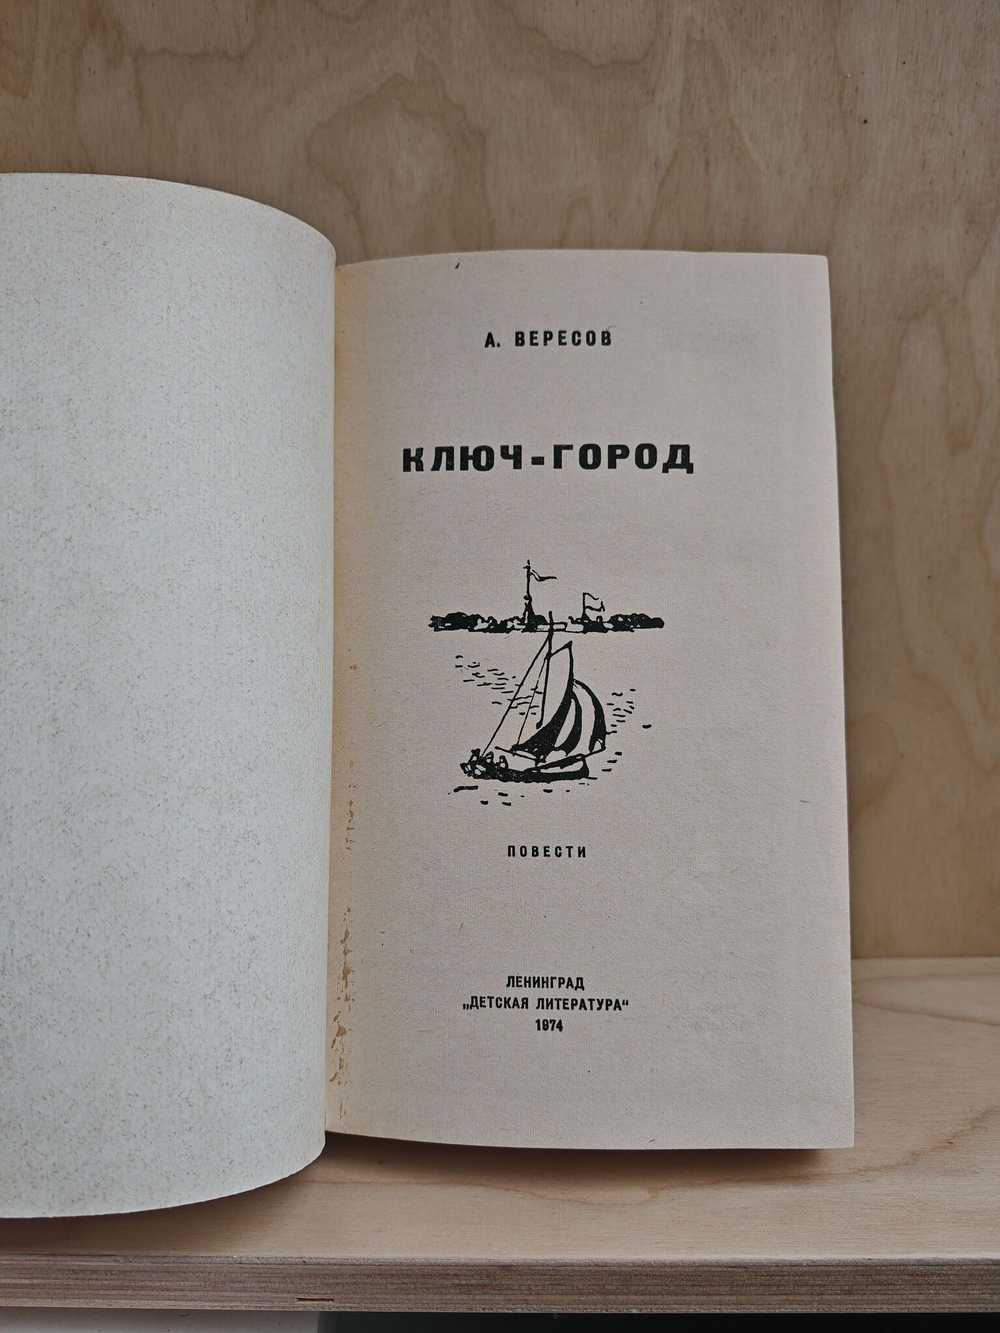 А. ВЕРЕСОВ
КЛЮЧ-ГОРОД
ПОВЕСТИ
ЛЕНИНГРАД
„ДЕТСКАЯ ЛИТЕРАТУРА“
1974